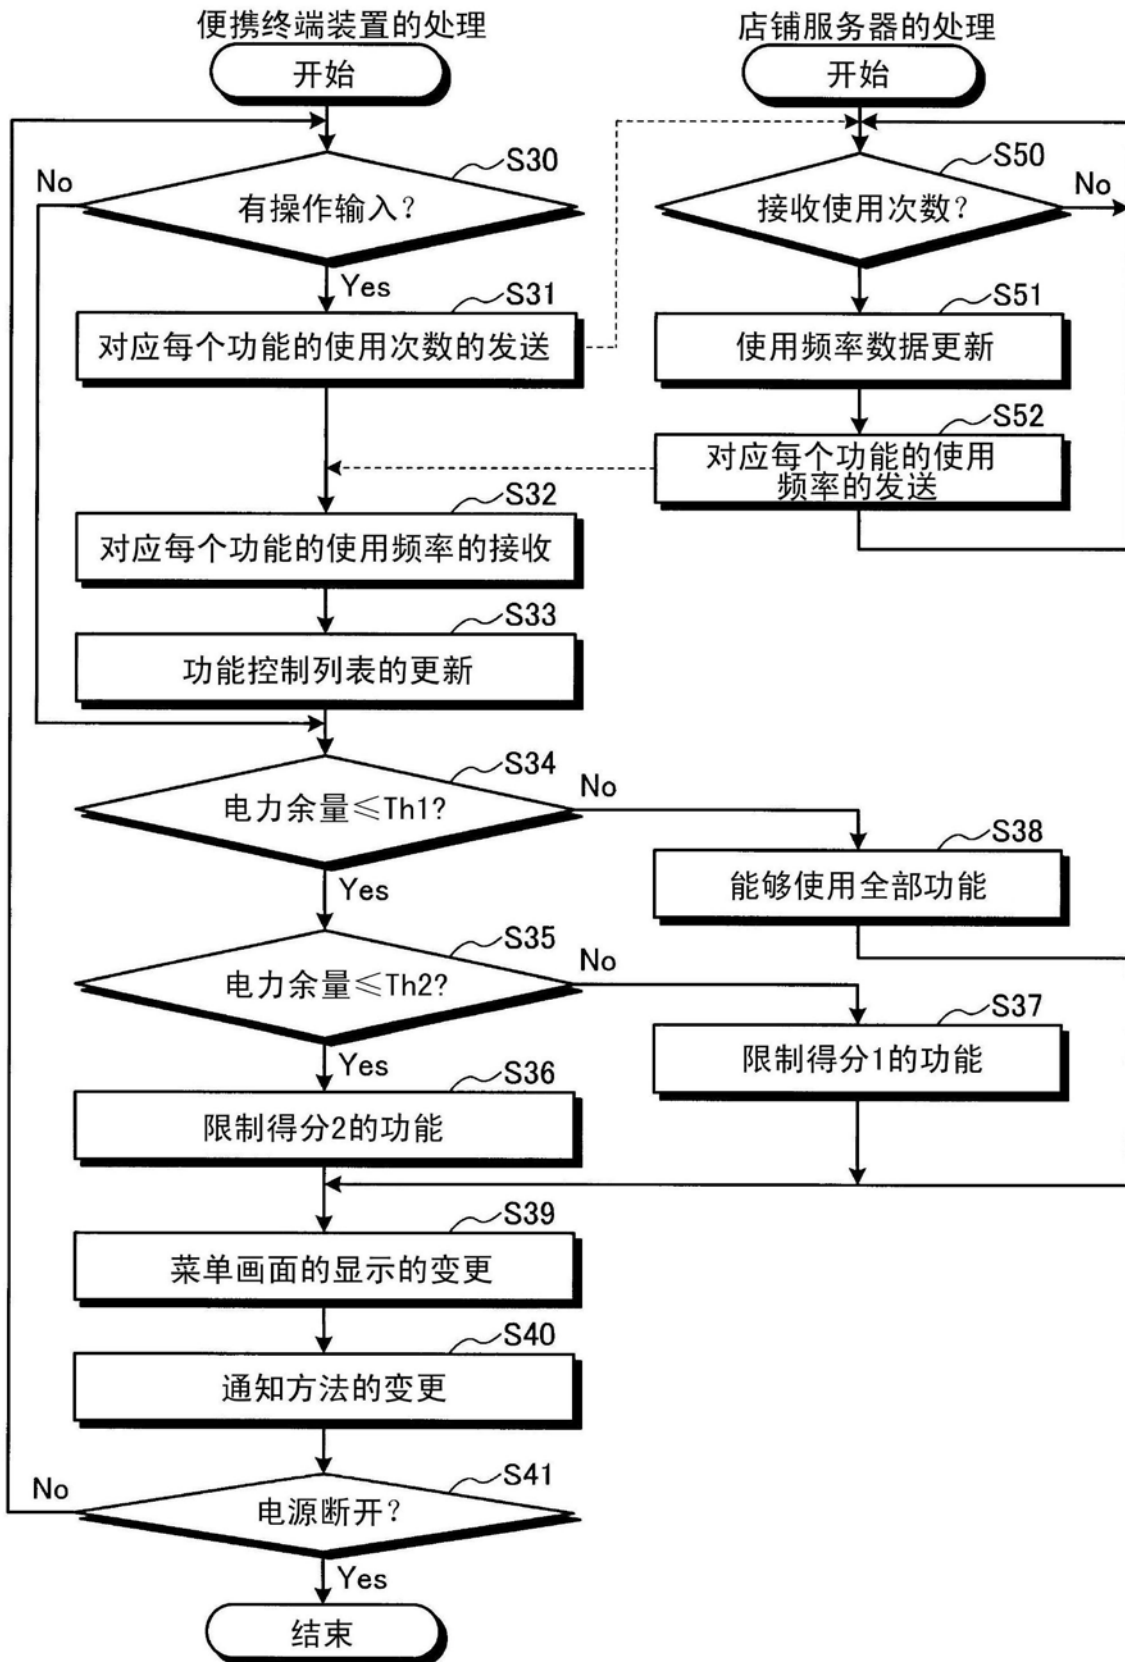 便携终端装置的处理
店铺服务器的处理
开始
开始
S30
S50
No
有操作输入?
接收使用次数?
No
Yes
S31
S51
对应每个功能的使用次数的发送
使用频率数据更新
S52
对应每个功能的使用
频率的发送
S32
对应每个功能的使用频率的接收
S33
功能控制列表的更新
S34
No
电力余量≤Th1?
S38
Yes
能够使用全部功能
S35
No
电力余量≤Th2?
S37
Yes
限制得分1的功能
S36
限制得分2的功能
S39
菜单画面的显示的变更
S40
通知方法的变更
S41
No
电源断开?
Yes
结束